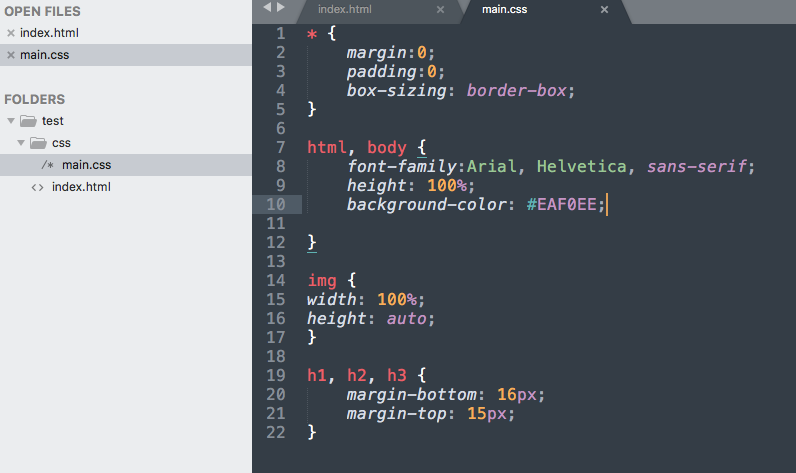 OPEN FILES
index.html
main.css
FOLDERS
test
css
/* main.css
<> index.html
index.html
main.css
1 * {
2 margin:0;
3 padding:0;
4 box-sizing: border-box;
5 }
6
7 html, body {
8 font-family:Arial, Helvetica, sans-serif;
9 height: 100%;
10 background-color: #EAF0EE;
11
12 }
13
14 img {
15 width: 100%;
16 height: auto;
17 }
18
19 h1, h2, h3 {
20 margin-bottom: 16px;
21 margin-top: 15px;
22 }